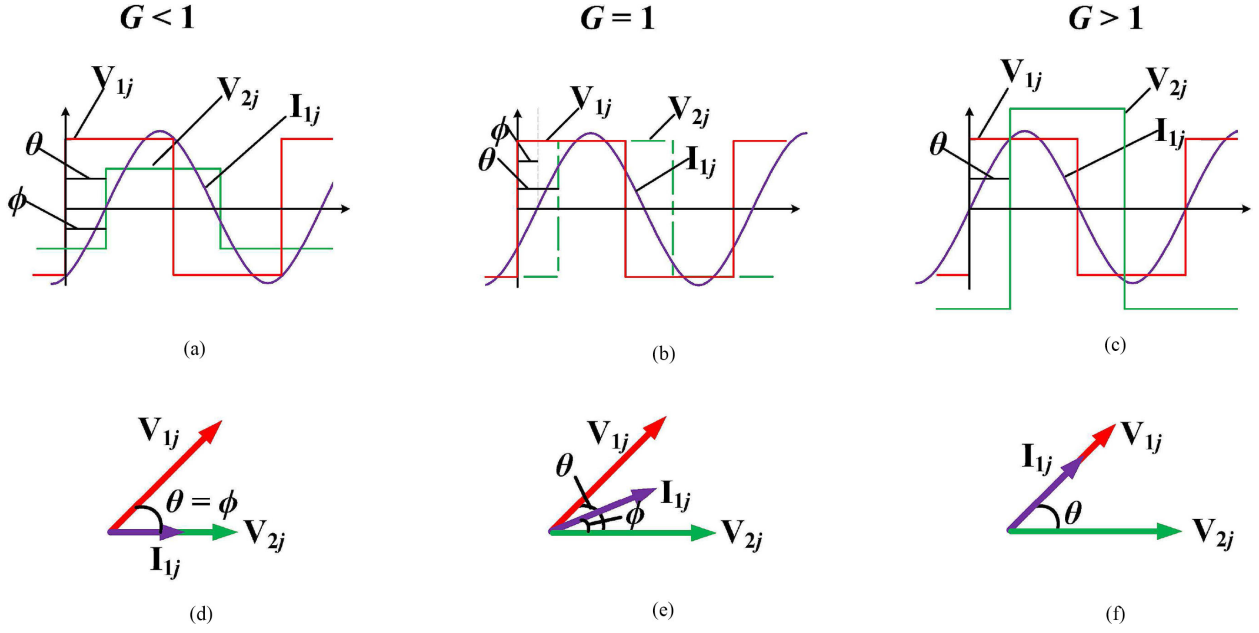 G < 1
G = 1
G > 1
V1j
V2j
I1j
θ
ϕ
V1j
V2j
ϕ
θ
I1j
V1j
V2j
I1j
θ
(a)
(b)
(c)
V1j
θ = ϕ
V2j
I1j
V1j
θ
I1j
ϕ
V2j
V1j
I1j
θ
V2j
(d)
(e)
(f)